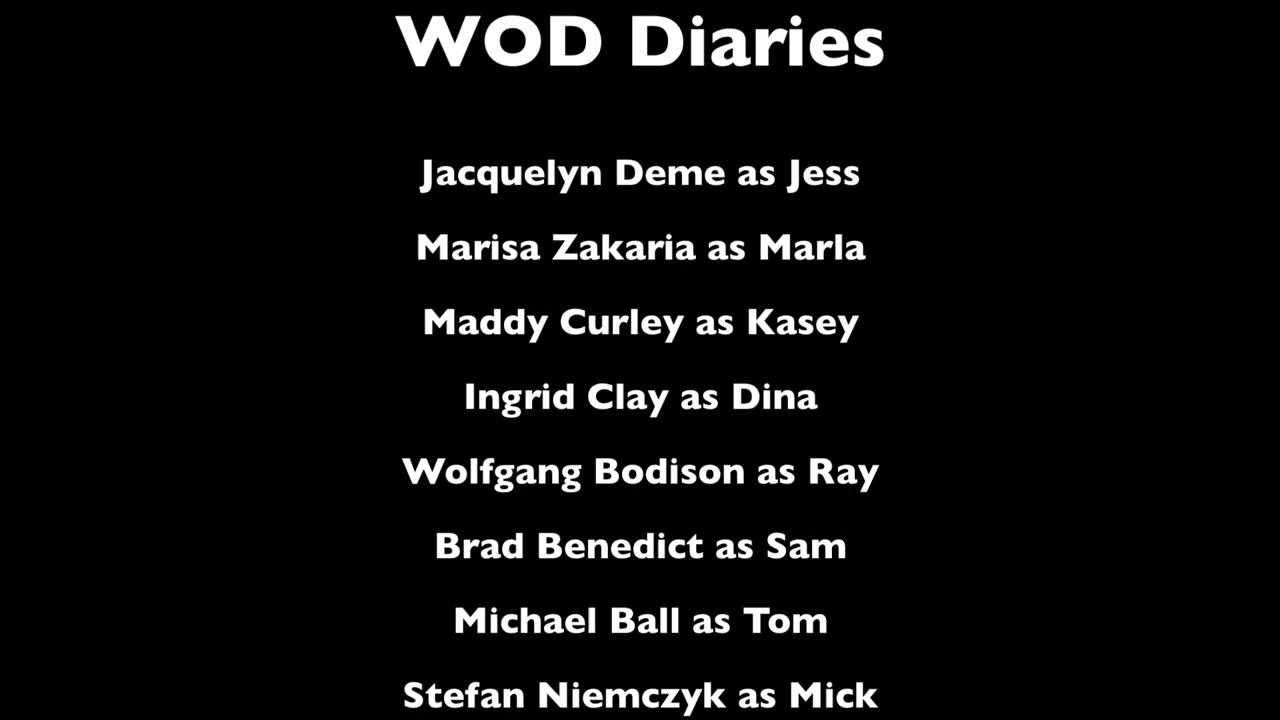 WOD Diaries
Jacquelyn Deme as Jess
Marisa Zakaria as Marla
Maddy Curley as Kasey
Ingrid Clay as Dina
Wolfgang Bodison as Ray
Brad Benedict as Sam
Michael Ball as Tom
Stefan Niemczyk as Mick